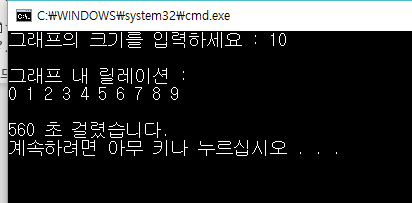 C:₩WINDOWS₩system32₩cmd.exe
그래프의 크기를 입력하세요 : 10
그래프 내 릴레이션 :
0 1 2 3 4 5 6 7 8 9
560 초 걸렸습니다.
계속하려면 아무 키나 누르십시오 . . .